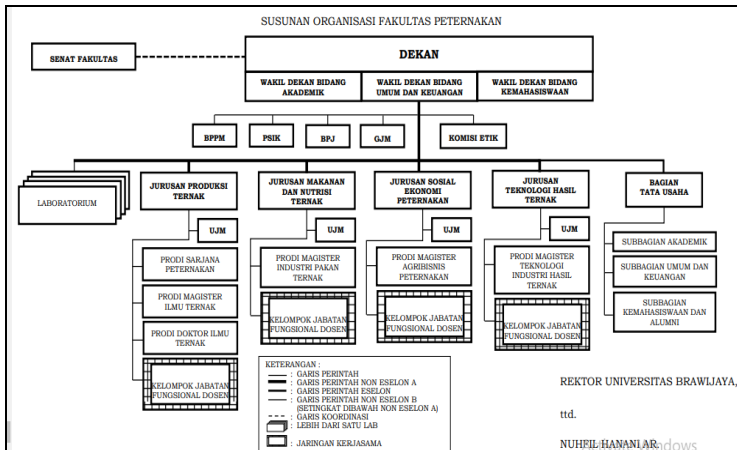 SUSUNAN ORGANISASI FAKULTAS PETERNAKAN
SENAT FAKULTAS
DEKAN
WAKIL DEKAN BIDANG
AKADEMIK
WAKIL DEKAN BIDANG
UMUM DAN KEUANGAN
WAKIL DEKAN BIDANG
KEMAHASISWAAN
BPPM
PSIK
BPJ
GJM
KOMISI ETIK
LABORATORIUM
JURUSAN PRODUKSI
TERNAK
UJM
PRODI SARJANA
PETERNAKAN
PRODI MAGISTER
ILMU TERNAK
PRODI DOKTOR ILMU
TERNAK
KELOMPOK JABATAN
FUNGSIONAL DOSEN
JURUSAN MAKANAN
DAN NUTRISI
TERNAK
UJM
PRODI MAGISTER
INDUSTRI PAKAN
TERNAK
KELOMPOK JABATAN
FUNGSIONAL DOSEN
JURUSAN SOSIAL
EKONOMI
PETERNAKAN
UJM
PRODI MAGISTER
AGRIBISNIS
PETERNAKAN
KELOMPOK JABATAN
FUNGSIONAL DOSEN
JURUSAN
TEKNOLOGI HASIL
TERNAK
UJM
PRODI MAGISTER
TEKNOLOGI
INDUSTRI HASIL
TERNAK
KELOMPOK JABATAN
FUNGSIONAL DOSEN
BAGIAN
TATA USAHA
SUBBAGIAN AKADEMIK
SUBBAGIAN UMUM DAN
KEUANGAN
SUBBAGIAN
KEMAHASISWAAN DAN
ALUMNI
KETERANGAN :
: GARIS PERINTAH
: GARIS PERINTAH NON ESELON A
: GARIS PERINTAH ESELON
: GARIS PERINTAH NON ESELON B
(SETINGKAT DIBAWAH NON ESELON A)
: GARIS KOORDINASI
: LEBIH DARI SATU LAB
: JARINGAN KERJASAMA
REKTOR UNIVERSITAS BRAWIJAYA,
ttd.
NUHFIL HANANI AR
Windows